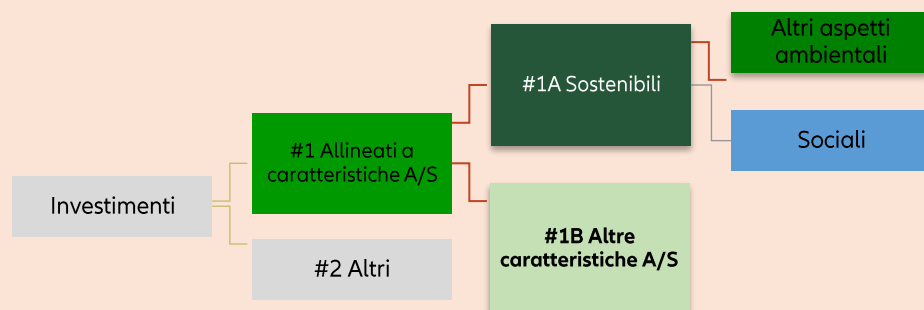 Altri aspetti
ambientali
#1A Sostenibili
Sociali
#1 Allineati a
caratteristiche A/S
Investimenti
#1B Altre
caratteristiche A/S
#2 Altri